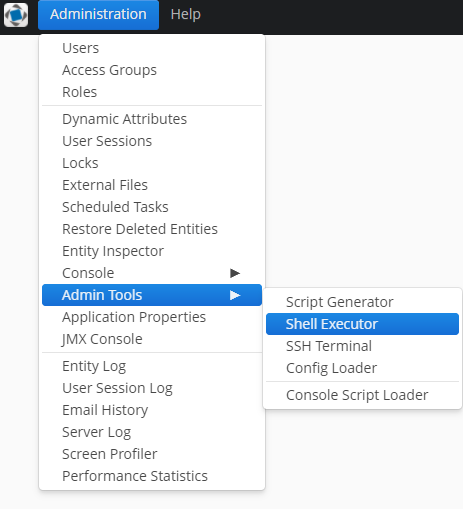 Administration Help
Users
Access Groups
Roles
Dynamic Attributes
User Sessions
Locks
External Files
Scheduled Tasks
Restore Deleted Entities
Entity Inspector
Console
Admin Tools
Application Properties
JMX Console
Entity Log
User Session Log
Email History
Server Log
Screen Profiler
Performance Statistics
Script Generator
Shell Executor
SSH Terminal
Config Loader
Console Script Loader